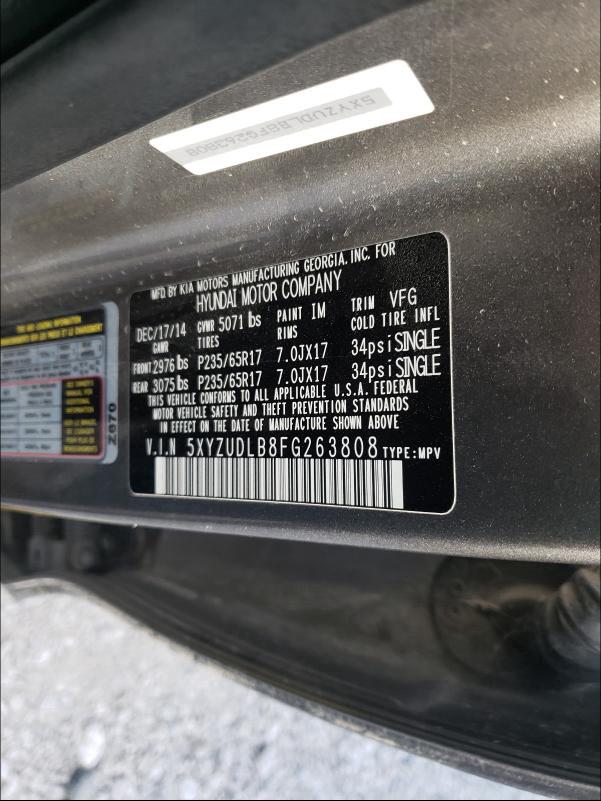 5XYZUDLB8FG263808
MFD.BY KIA MOTORS MANUFACTURING GEORGIA, INC. FOR
HYUNDAI MOTOR COMPANY
DEC/17/14 GVWR 5071 lbs PAINT IM TRIM VFG
GAWR TIRES RIMS COLD TIRE INFL
FRONT 2976 lbs P235/65R17 7.0JX17 34psi SINGLE
REAR 3075 lbs P235/65R17 7.0JX17 34psi SINGLE
THIS VEHICLE CONFORMS TO ALL APPLICABLE U.S.A. FEDERAL
MOTOR VEHICLE SAFETY AND THEFT PREVENTION STANDARDS
IN EFFECT ON THE DATE OF MANUFACTURE SHOWN ABOVE.
V.I.N 5XYZUDLB8FG263808 TYPE:MPV
Z670